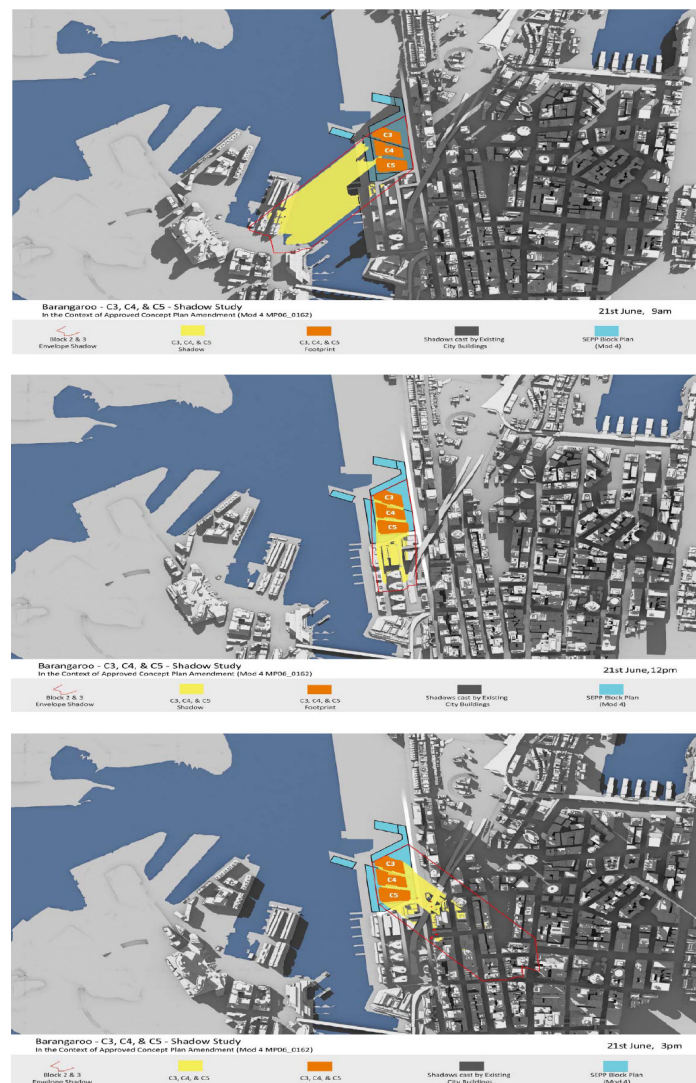 C3
C4
C5
Barangaroo - C3, C4, & C5 - Shadow Study
In the Context of Approved Concept Plan Amendment (Mod 4 MP06_0162)
21st June, 9am
Block 2 & 3
Envelope Shadow
C3, C4, & C5
Shadow
C3, C4, & C5
Footprint
Shadows cast by Existing
City Buildings
SEPP Block Plan
(Mod 4)
C3
C4
C5
Barangaroo - C3, C4, & C5 - Shadow Study
In the Context of Approved Concept Plan Amendment (Mod 4 MP06_0162)
21st June, 12pm
Block 2 & 3
Envelope Shadow
C3, C4, & C5
Shadow
C3, C4, & C5
Footprint
Shadows cast by Existing
City Buildings
SEPP Block Plan
(Mod 4)
C3
C4
C5
Barangaroo - C3, C4, & C5 - Shadow Study
In the Context of Approved Concept Plan Amendment (Mod 4 MP06_0162)
21st June, 3pm
Block 2 & 3
Envelope Shadow
C3, C4, & C5
C3, C4, & C5
Shadows cast by Existing
City Buildings
SEPP Block Plan
(Mod 4)